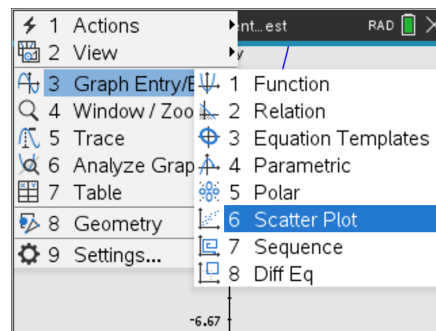 1 Actions
2 View
3 Graph Entry/E
4 Window / Zoo
5 Trace
6 Analyze Grap
7 Table
8 Geometry
9 Settings...
ent...est
RAD
y
1 Function
2 Relation
3 Equation Templates
4 Parametric
5 Polar
6 Scatter Plot
7 Sequence
8 Diff Eq
-6.67